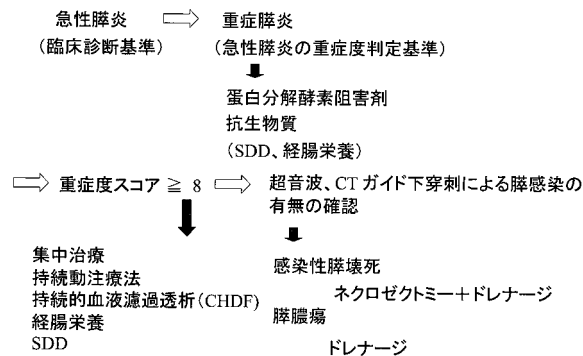 急性膵炎
(臨床診断基準)
重症膵炎
(急性膵炎の重症度判定基準)
蛋白分解酵素阻害剤
抗生物質
(SDD、経腸栄養)
重症度スコア ≧ 8
超音波、CTガイド下穿刺による膵感染の
有無の確認
集中治療
持続動注療法
持続的血液濾過透析(CHDF)
経腸栄養
SDD
感染性膵壊死
ネクロゼクトミー+ドレナージ
膵膿瘍
ドレナージ